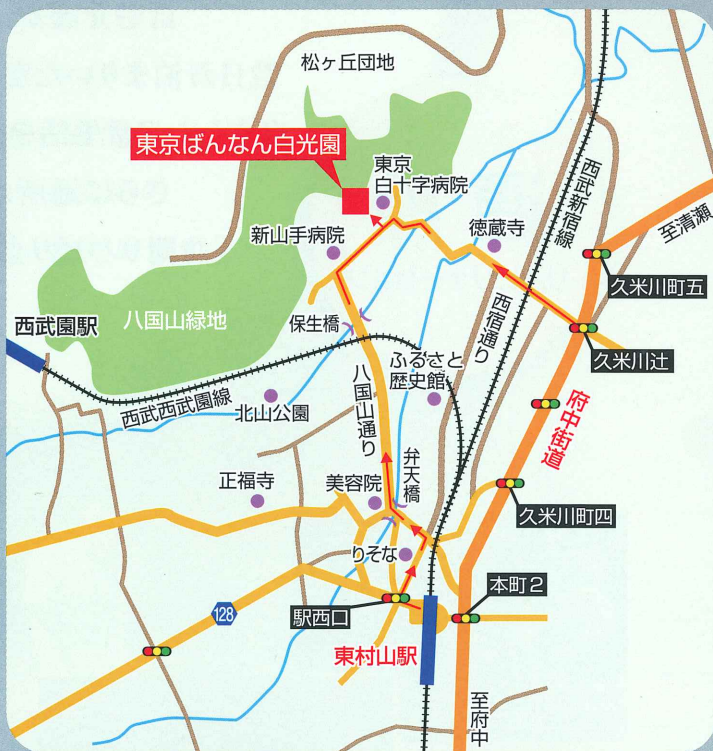 松ヶ丘団地
東京ばんなん白光園
東京
白十字病院
新山手病院
徳蔵寺
西武新宿線
至清瀬
久米川町五
西武園駅
八国山緑地
保生橋
西宿通り
久米川辻
ふるさと
歴史館
西武西武園線
北山公園
八国山通り
府中街道
正福寺
美容院
弁天橋
久米川町四
りそな
128
駅西口
本町2
東村山駅
至府中